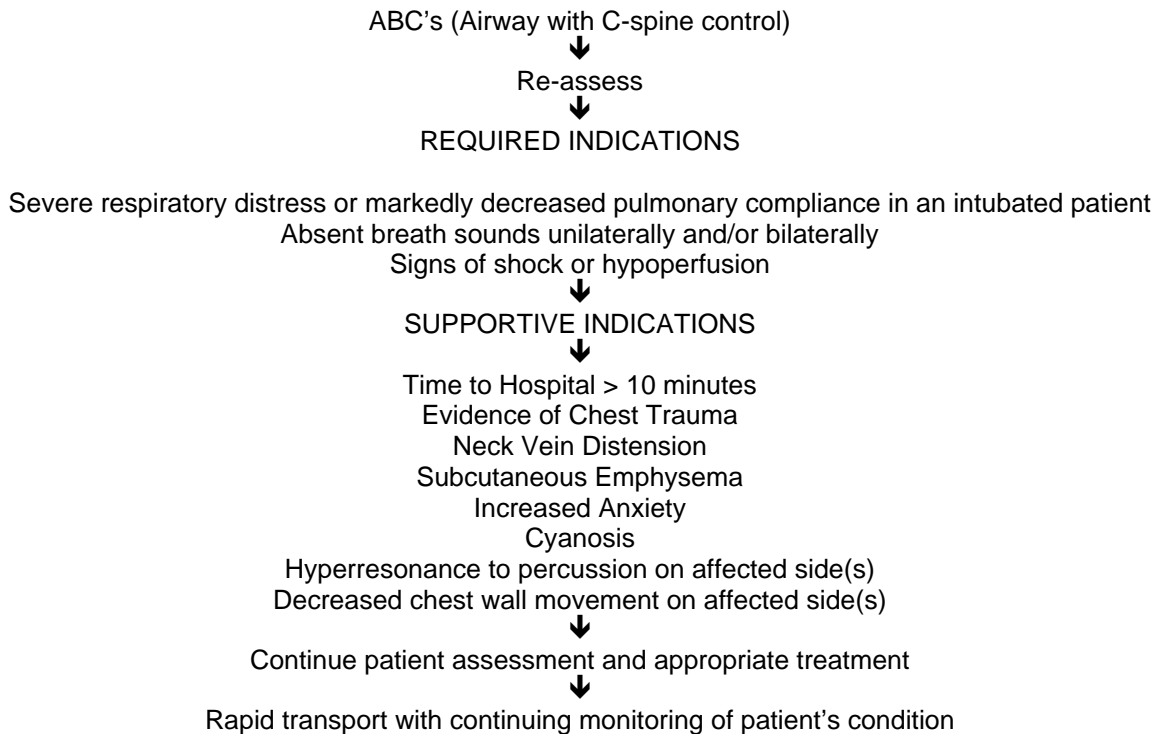 ABC’s (Airway with C-spine control)
Re-assess
REQUIRED INDICATIONS
Severe respiratory distress or markedly decreased pulmonary compliance in an intubated patient
Absent breath sounds unilaterally and/or bilaterally
Signs of shock or hypoperfusion
SUPPORTIVE INDICATIONS
Time to Hospital > 10 minutes
Evidence of Chest Trauma
Neck Vein Distension
Subcutaneous Emphysema
Increased Anxiety
Cyanosis
Hyperresonance to percussion on affected side(s)
Decreased chest wall movement on affected side(s)
Continue patient assessment and appropriate treatment
Rapid transport with continuing monitoring of patient’s condition